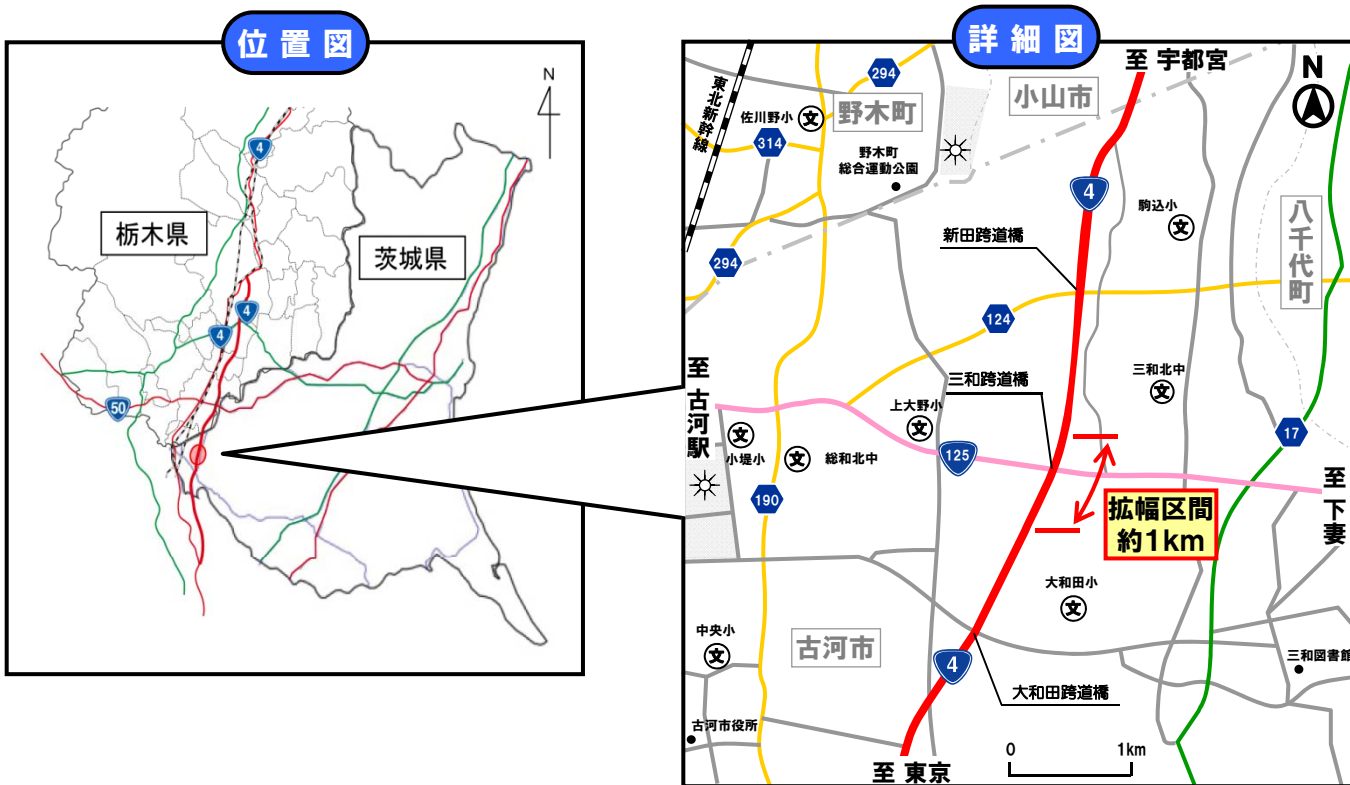 位置図
N
4
栃木県
茨城県
4
4
50
詳細図
至 宇都宮
N
東北新幹線
294
佐川野小
文
野木町
小山市
314
野木町
総合運動公園
4
駒込小
文
八千代町
新田跨道橋
294
124
至 古河駅
三和跨道橋
三和北中
文
上大野小
文
17
文
小堤小
文
総和北中
125
190
至 下妻
拡幅区間
約1km
大和田小
文
中央小
文
古河市
4
三和図書館
大和田跨道橋
古河市役所
0
1km
至 東京